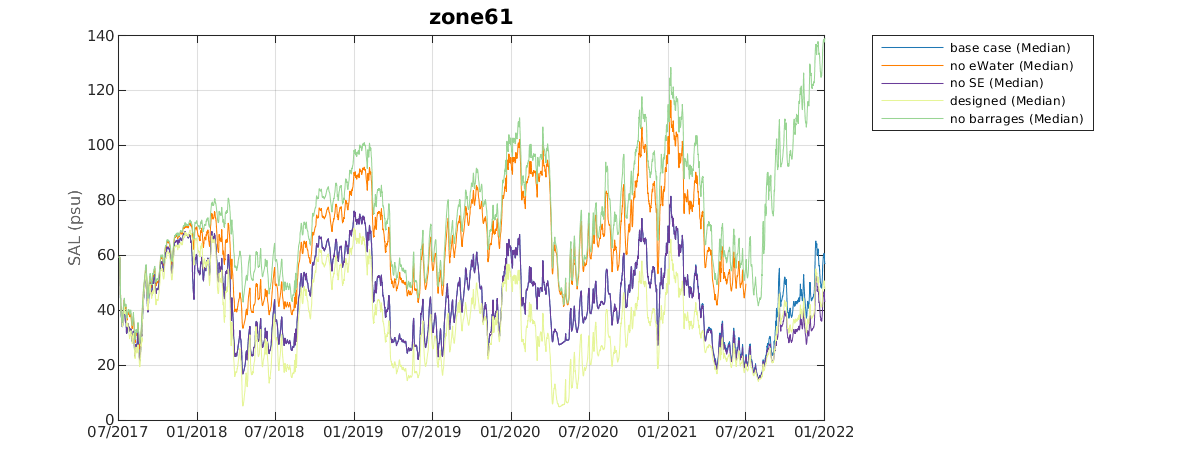 zone61
140
120
100
80
60
40
20
0
SAL (psu)
07/2017 01/2018 07/2018 01/2019 07/2019 01/2020 07/2020 01/2021 07/2021 01/2022
base case (Median)
no eWater (Median)
no SE (Median)
designed (Median)
no barrages (Median)